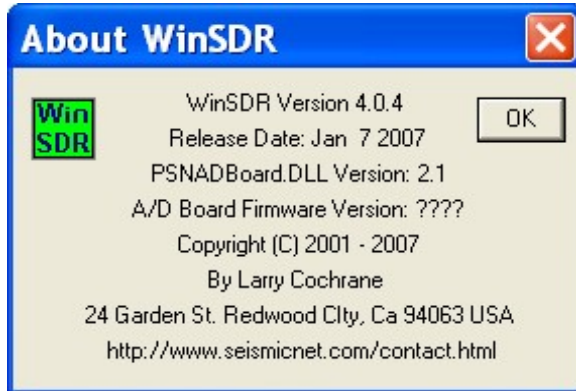 About WinSDR
Win
SDR
WinSDR Version 4.0.4
OK
Release Date: Jan 7 2007
PSNADBoard.DLL Version: 2.1
A/D Board Firmware Version: ????
Copyright (C) 2001 - 2007
By Larry Cochrane
24 Garden St. Redwood CIty, Ca 94063 USA
http://www.seismicnet.com/contact.html